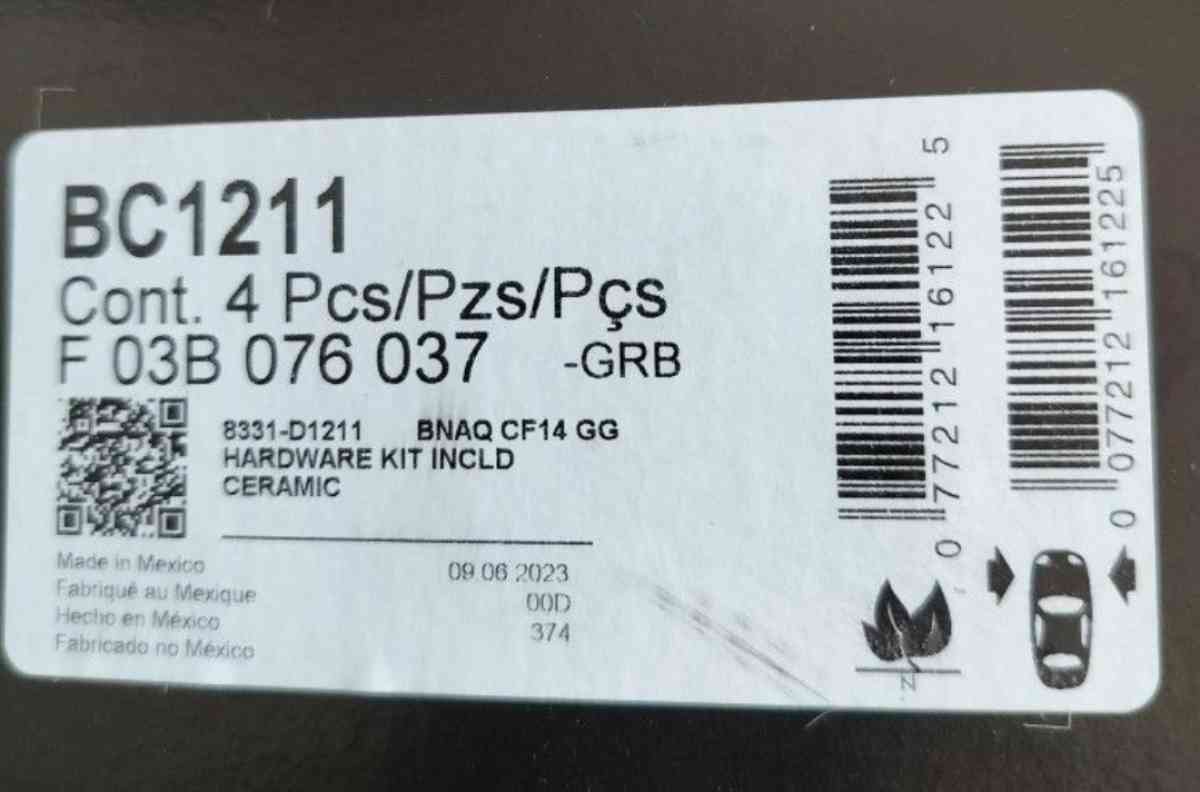 BC1211
Cont. 4 Pcs/Pzs/Pçs
F 03B 076 037 -GRB
8331-D1211 BNAQ CF14 GG
HARDWARE KIT INCLD
CERAMIC
Made in Mexico
Fabriqué au Mexique
Hecho en México
Fabricado no México
09.06.2023
00D
374
0 77212 16122 5
0 077212 161225
N